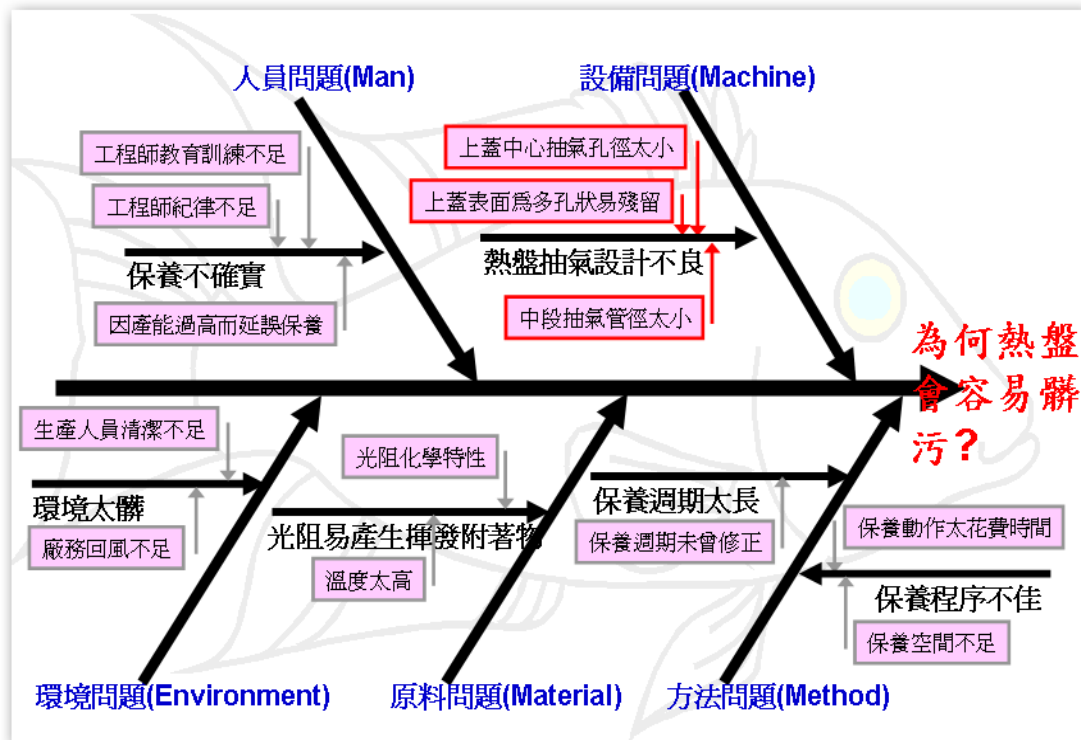 人員問題(Man)
設備問題(Machine)
工程師教育訓練不足
工程師紀律不足
保養不確實
因產能過高而延誤保養
上蓋中心抽氣孔徑太小
上蓋表面爲多孔狀易殘留
熱盤抽氣設計不良
中段抽氣管徑太小
為何熱盤
會容易髒
污?
生產人員清潔不足
環境太髒
廠務回風不足
光阻化學特性
光阻易產生揮發附著物
溫度太高
保養週期太長
保養週期未曾修正
保養動作太花費時間
保養程序不佳
保養空間不足
環境問題(Environment)
原料問題(Material)
方法問題(Method)